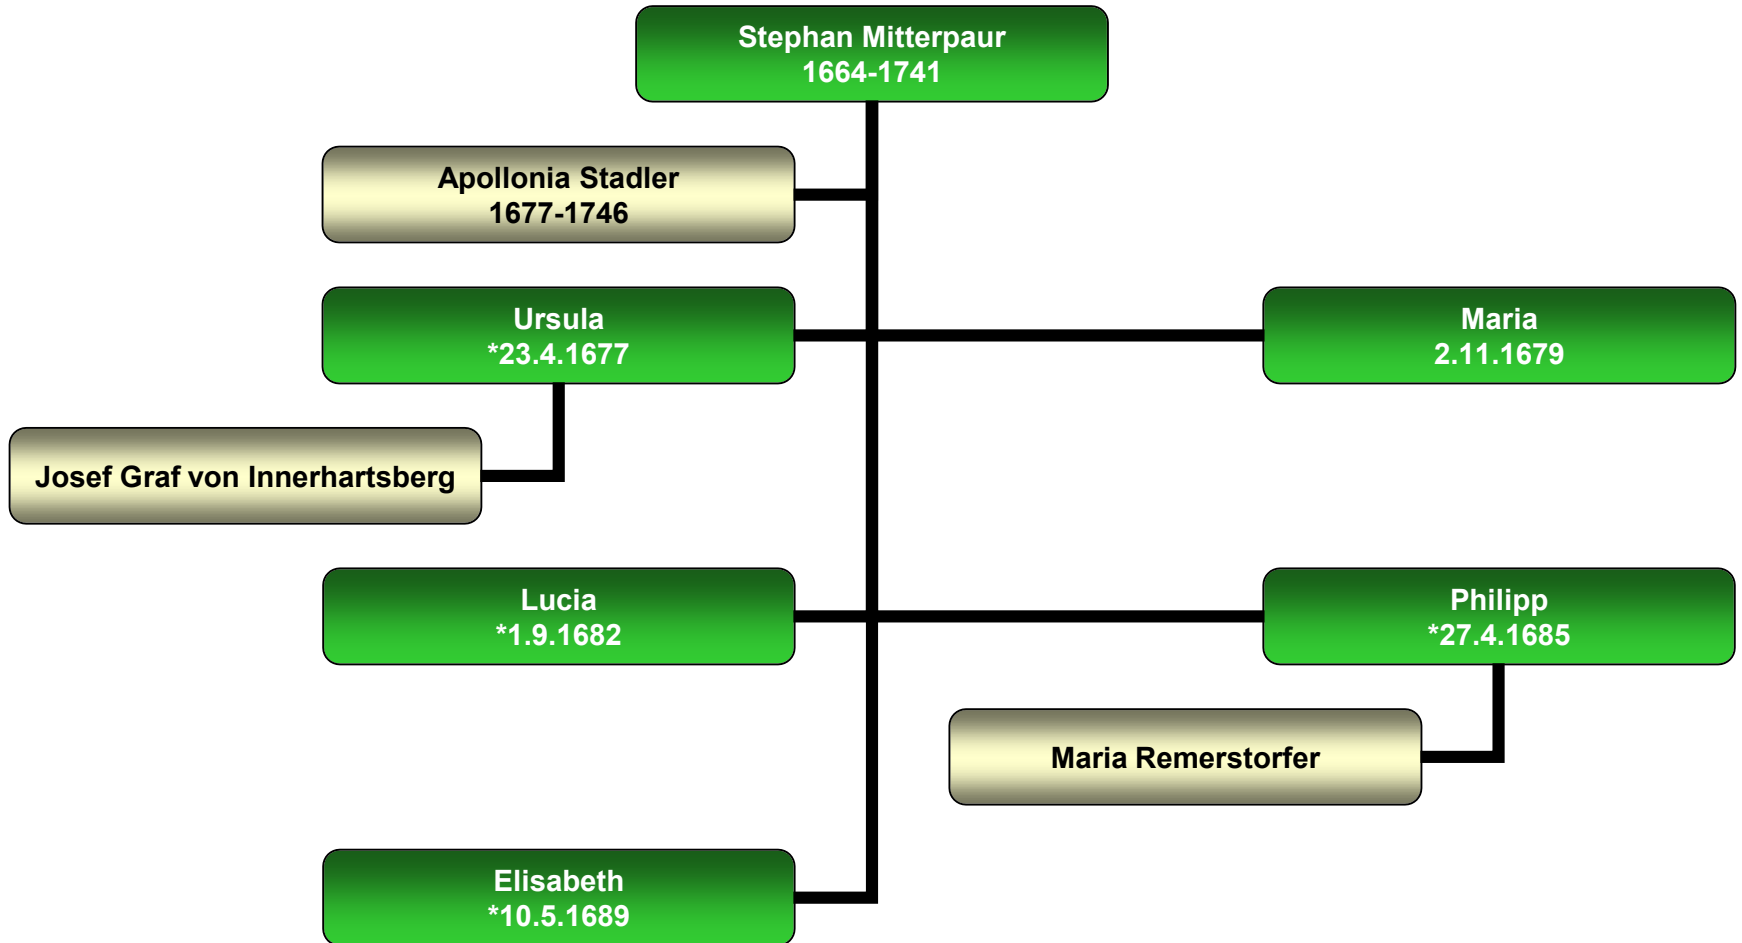 Stephan Mitterpaur
1664-1741
Apollonia Stadler
1677-1746
Ursula
*23.4.1677
Maria
2.11.1679
Josef Graf von Innerhartsberg
Lucia
*1.9.1682
Philipp
*27.4.1685
Maria Remerstorfer
Elisabeth
*10.5.1689